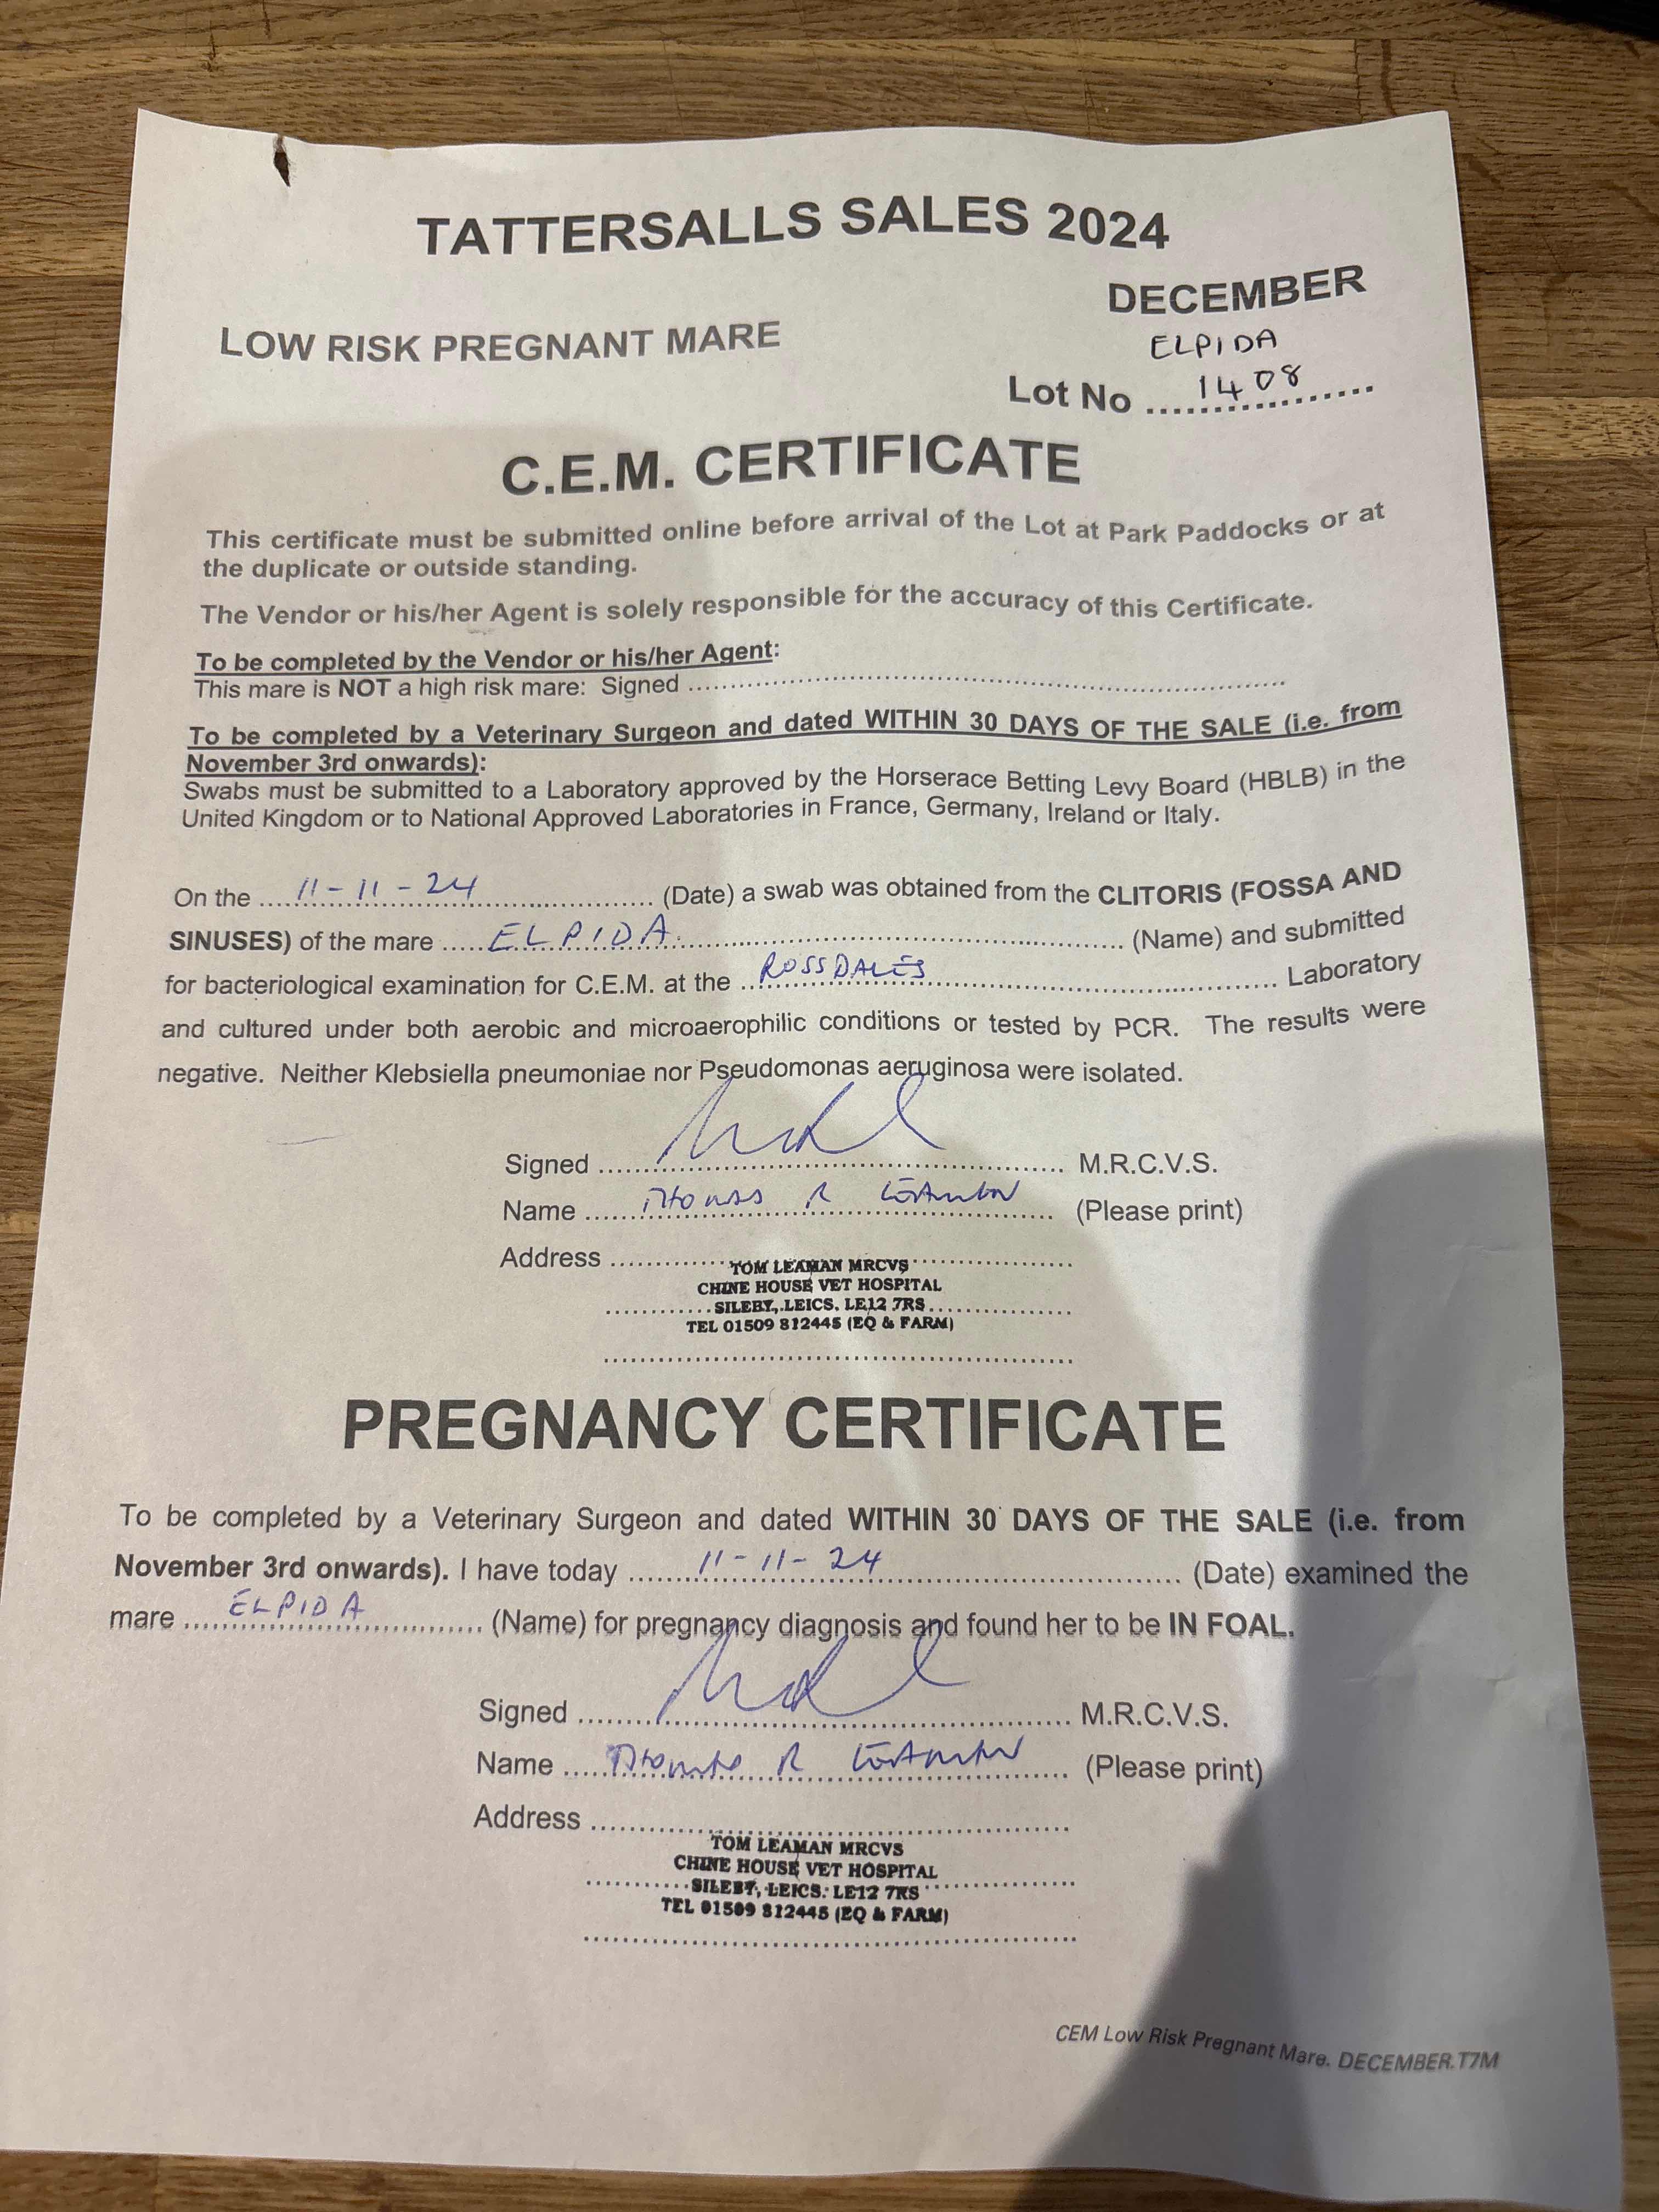 TATTERSALLS SALES 2024
DECEMBER
LOW RISK PREGNANT MARE
ELPIDA
Lot No 1408
C.E.M. CERTIFICATE
This certificate must be submitted online before arrival of the Lot at Park Paddocks or at
the duplicate or outside standing.
The Vendor or his/her Agent is solely responsible for the accuracy of this Certificate.
To be completed by the Vendor or his/her Agent:
This mare is NOT a high risk mare: Signed ..........
To be completed by a Veterinary Surgeon and dated WITHIN 30 DAYS OF THE SALE (i.e. from
November 3rd onwards):
Swabs must be submitted to a Laboratory approved by the Horserace Betting Levy Board (HBLB) in the
United Kingdom or to National Approved Laboratories in France, Germany, Ireland or Italy.
On the 11-11-24 (Date) a swab was obtained from the CLITORIS (FOSSA AND
SINUSES) of the mare ELPIDA (Name) and submitted
for bacteriological examination for C.E.M. at the ROSSDALES Laboratory
and cultured under both aerobic and microaerophilic conditions or tested by PCR. The results were
negative. Neither Klebsiella pneumoniae nor Pseudomonas aeruginosa were isolated.
Signed M.R.C.V.S.
Name Thomas R Leaman (Please print)
Address
TOM LEAMAN MRCVS
CHINE HOUSE VET HOSPITAL
SILEBY, LEICS. LE12 7RS
TEL 01509 812445 (EQ & FARM)
PREGNANCY CERTIFICATE
To be completed by a Veterinary Surgeon and dated WITHIN 30 DAYS OF THE SALE (i.e. from
November 3rd onwards). I have today 11-11-24 (Date) examined the
mare ELPIDA (Name) for pregnancy diagnosis and found her to be IN FOAL.
Signed M.R.C.V.S.
Name Thomas R Leaman (Please print)
Address
TOM LEAMAN MRCVS
CHINE HOUSE VET HOSPITAL
SILEBY, LEICS. LE12 7RS
TEL 01509 812445 (EQ & FARM)
CEM Low Risk Pregnant Mare. DECEMBER.T7M